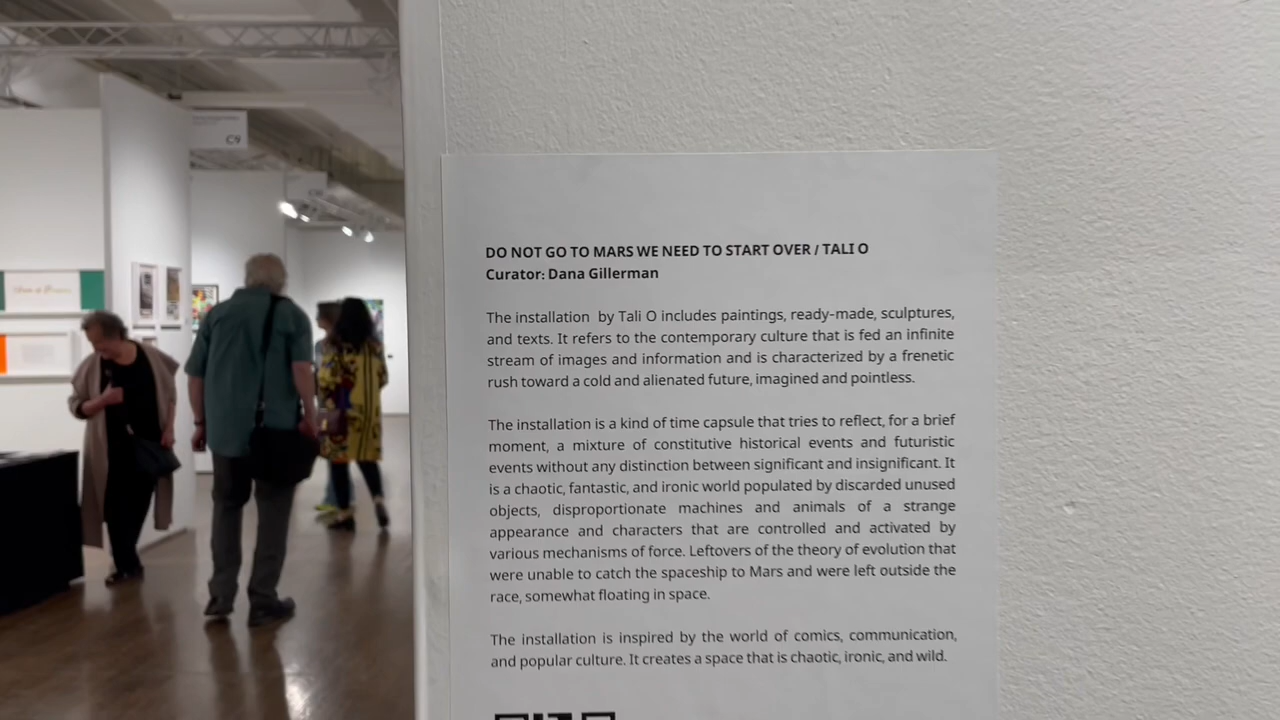 C9
DO NOT GO TO MARS WE NEED TO START OVER / TALI O
Curator: Dana Gillerman
The installation by Tali O includes paintings, ready-made, sculptures,
and texts. It refers to the contemporary culture that is fed an infinite
stream of images and information and is characterized by a frenetic
rush toward a cold and alienated future, imagined and pointless.
The installation is a kind of time capsule that tries to reflect, for a brief
moment, a mixture of constitutive historical events and futuristic
events without any distinction between significant and insignificant. It
is a chaotic, fantastic, and ironic world populated by discarded unused
objects, disproportionate machines and animals of a strange
appearance and characters that are controlled and activated by
various mechanisms of force. Leftovers of the theory of evolution that
were unable to catch the spaceship to Mars and were left outside the
race, somewhat floating in space.
The installation is inspired by the world of comics, communication,
and popular culture. It creates a space that is chaotic, ironic, and wild.